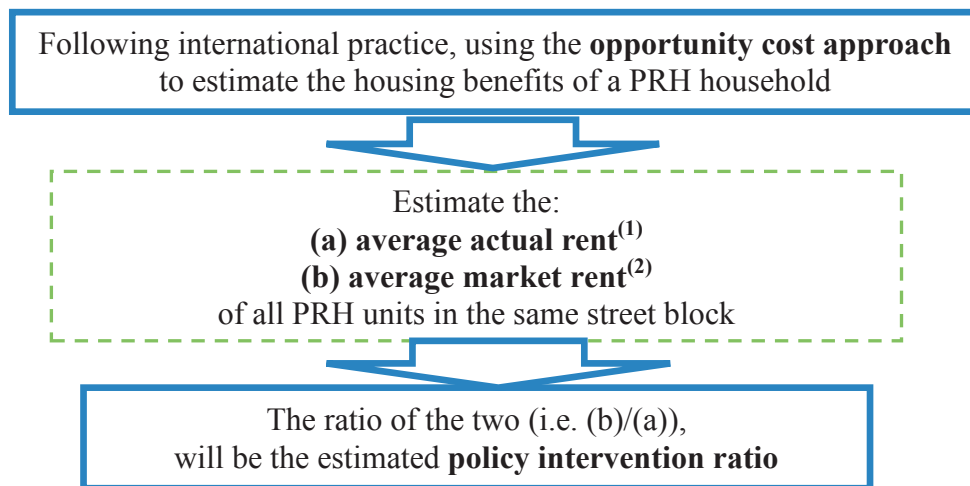 Following international practice, using the opportunity cost approach
to estimate the housing benefits of a PRH household
Estimate the:
(a) average actual rent(1)
(b) average market rent(2)
of all PRH units in the same street block
The ratio of the two (i.e. (b)/(a)),
will be the estimated policy intervention ratio